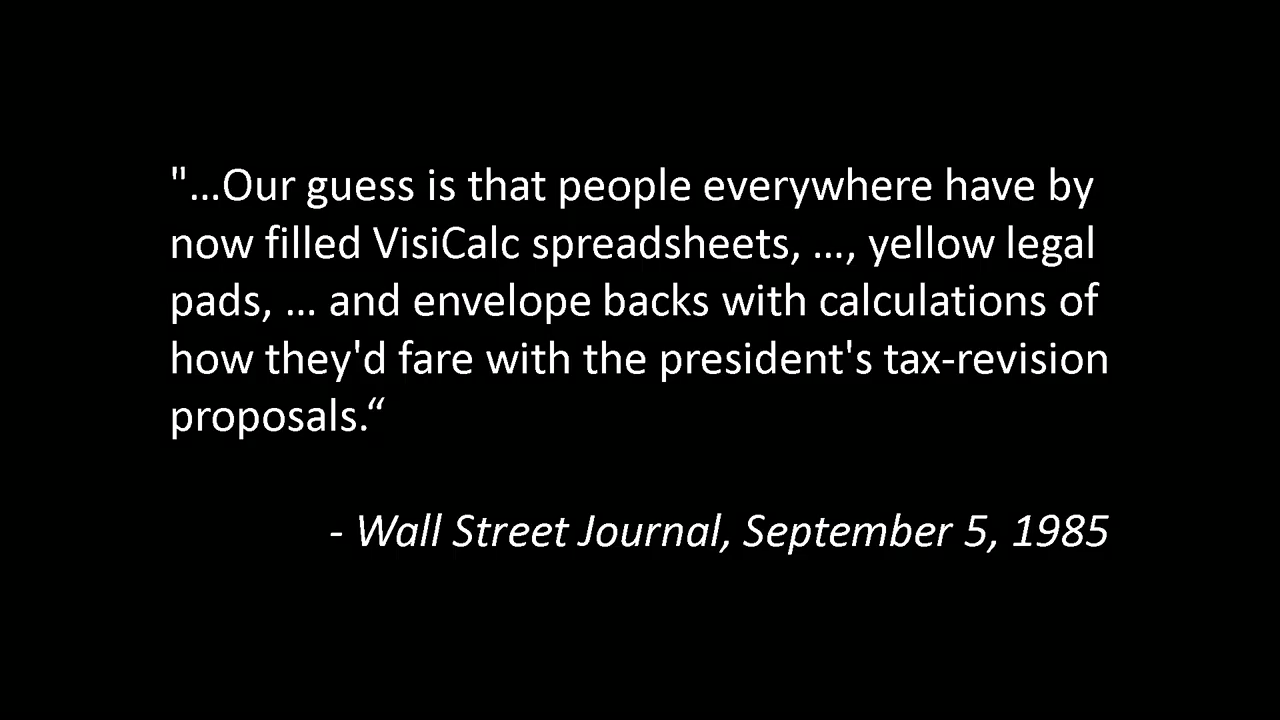 "...Our guess is that people everywhere have by
now filled VisiCalc spreadsheets, ..., yellow legal
pads, ... and envelope backs with calculations of
how they'd fare with the president's tax-revision
proposals.“
- Wall Street Journal, September 5, 1985